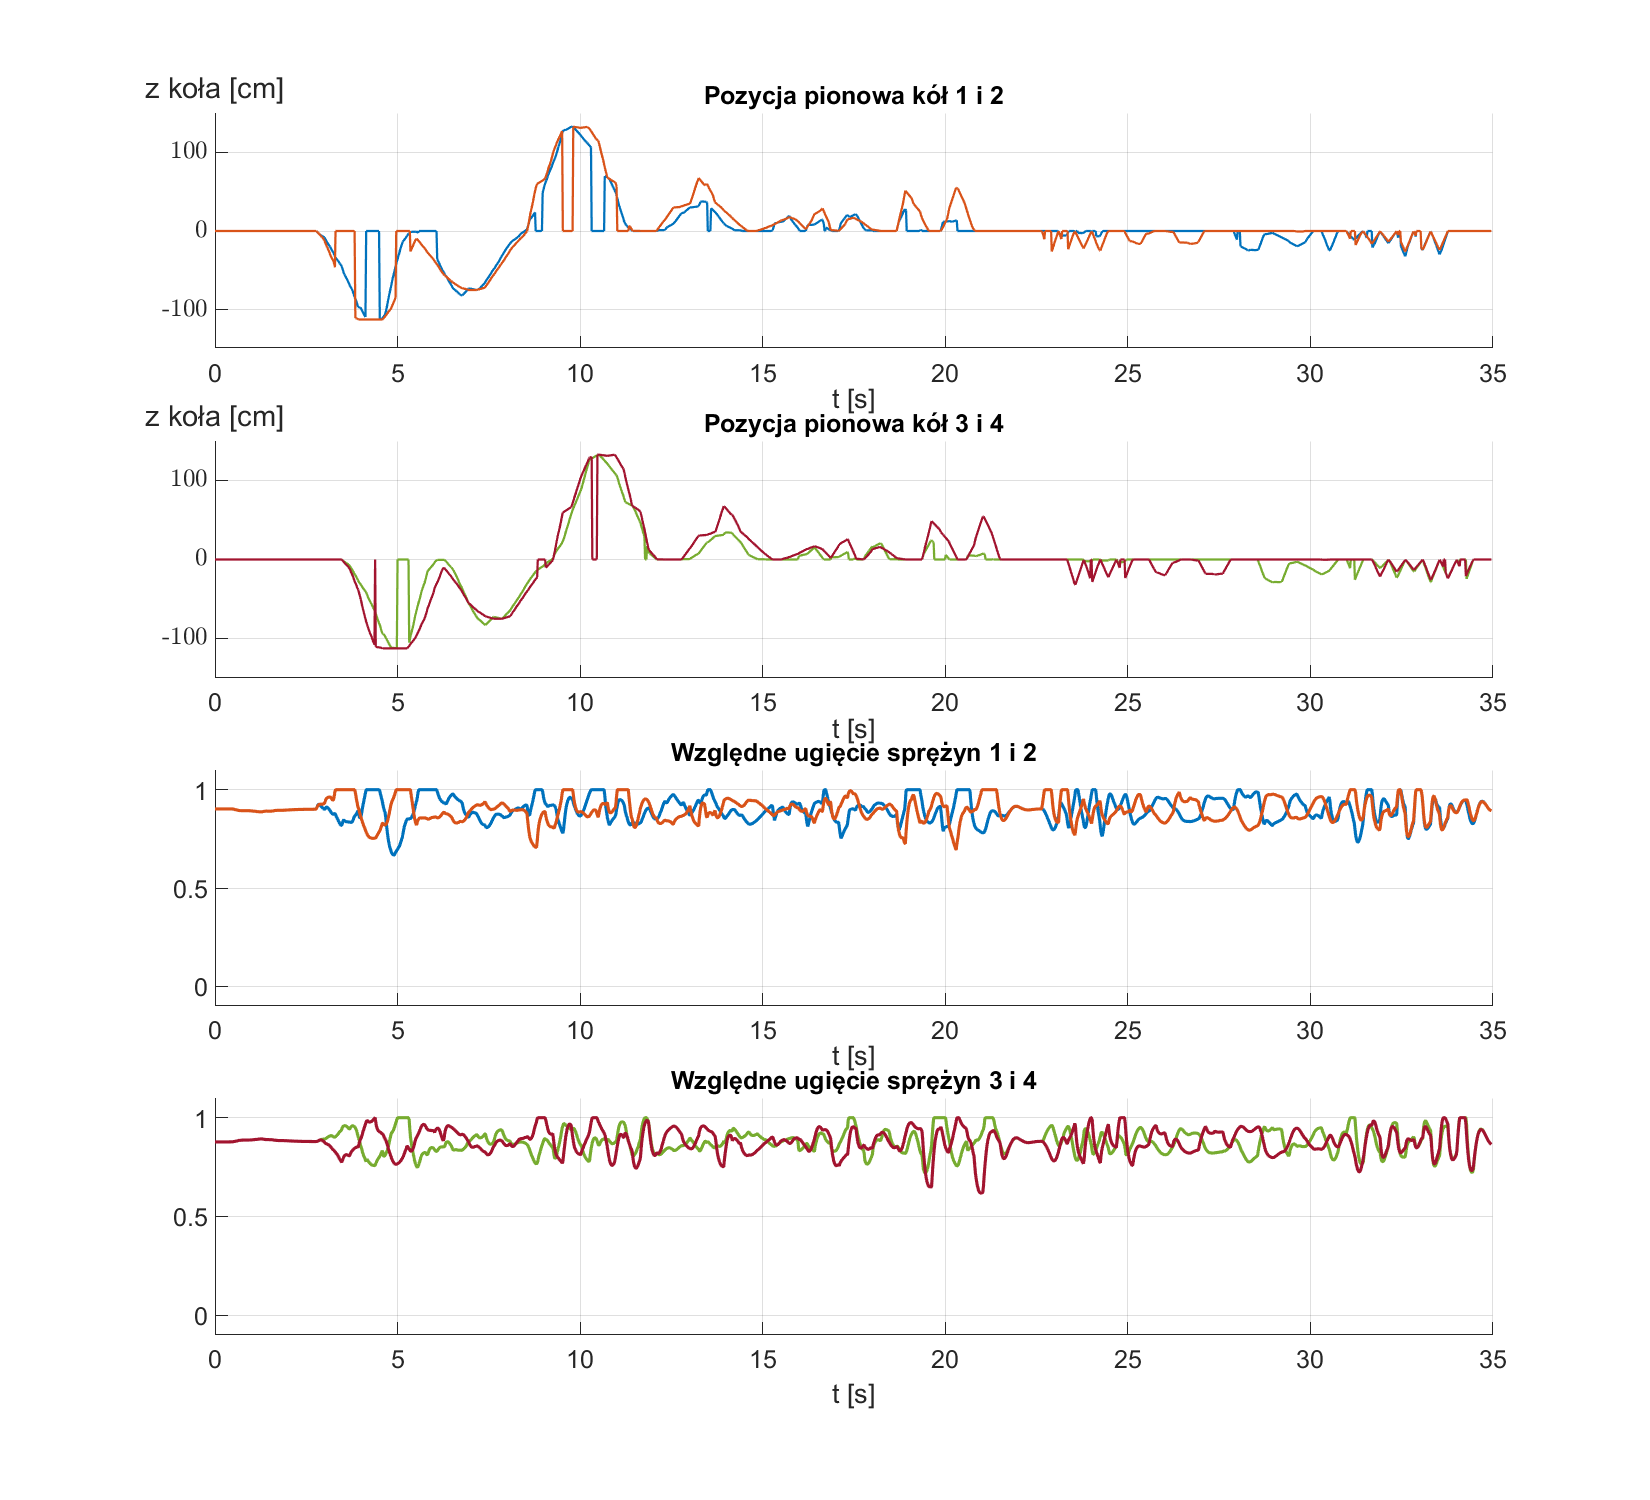 z koła [cm]
Pozycja pionowa kół 1 i 2
100
0
-100
0 5 10 15 20 25 30 35
t [s]
z koła [cm]
Pozycja pionowa kół 3 i 4
100
0
-100
0 5 10 15 20 25 30 35
t [s]
Względne ugięcie sprężyn 1 i 2
1
0.5
0
0 5 10 15 20 25 30 35
t [s]
Względne ugięcie sprężyn 3 i 4
1
0.5
0
0 5 10 15 20 25 30 35
t [s]